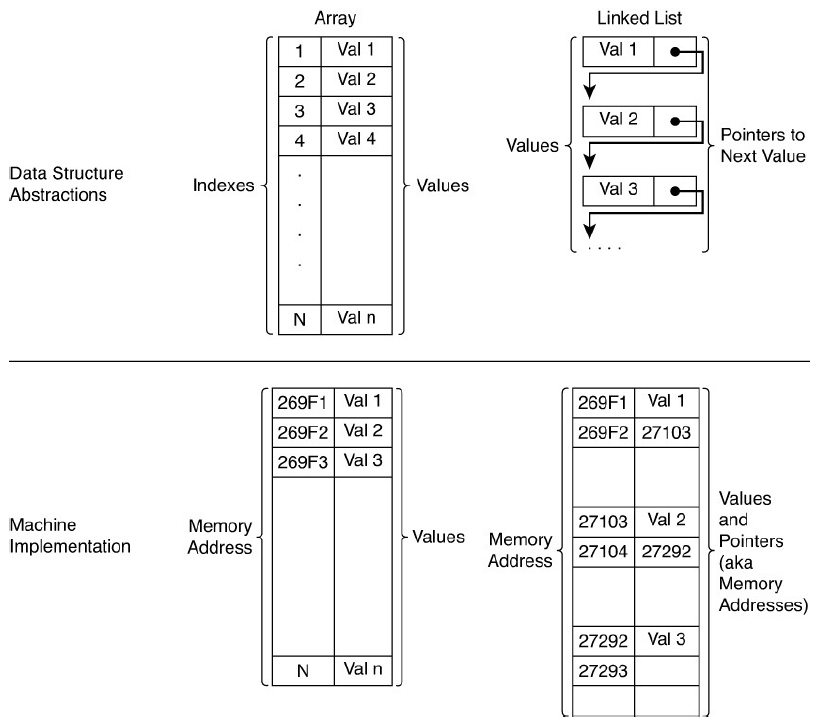 Array
Linked List
1 Val 1
2 Val 2
3 Val 3
4 Val 4
.
.
.
.
N Val n
Indexes
Values
Val 1
Val 2
Val 3
. . . .
Values
Pointers to
Next Value
Data Structure
Abstractions
269F1 Val 1
269F2 Val 2
269F3 Val 3
N Val n
Memory
Address
Values
269F1 Val 1
269F2 27103
27103 Val 2
27104 27292
27292 Val 3
27293
Memory
Address
Values
and
Pointers
(aka
Memory
Addresses)
Machine
Implementation